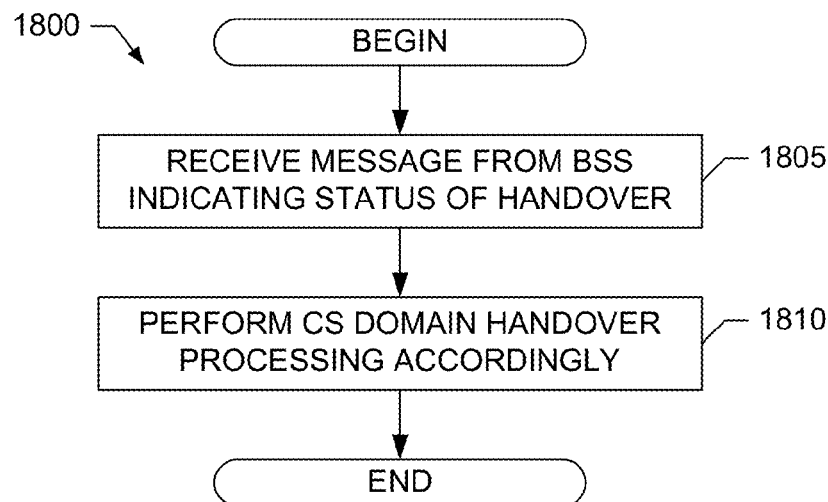 1800
BEGIN
RECEIVE MESSAGE FROM BSS
INDICATING STATUS OF HANDOVER
1805
PERFORM CS DOMAIN HANDOVER
PROCESSING ACCORDINGLY
1810
END